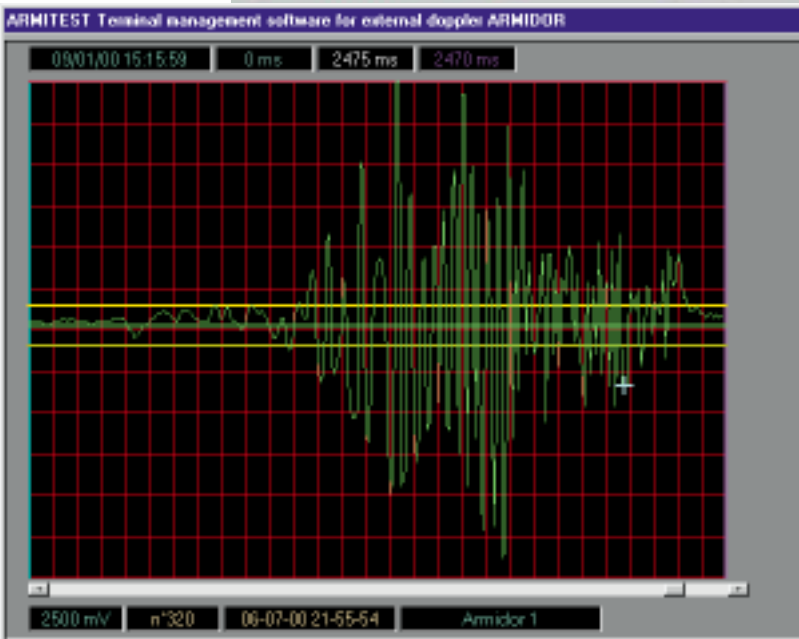 ARMITEST Terminal management software for external doppler ARMIDOR
09/01/00 15:15:59 0 ms 2475 ms 2470 ms
2500 mV n°320 06-07-00 21-55-54 Armidor 1